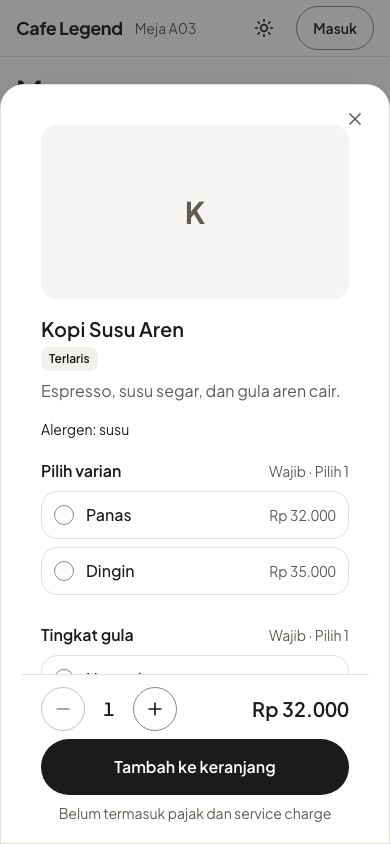 Cafe Legend Meja A03 Masuk
K
Kopi Susu Aren
Terlaris
Espresso, susu segar, dan gula aren cair.
Alergen: susu
Pilih varian Wajib · Pilih 1
Panas Rp 32.000
Dingin Rp 35.000
Tingkat gula Wajib · Pilih 1
1 Rp 32.000
Tambah ke keranjang
Belum termasuk pajak dan service charge